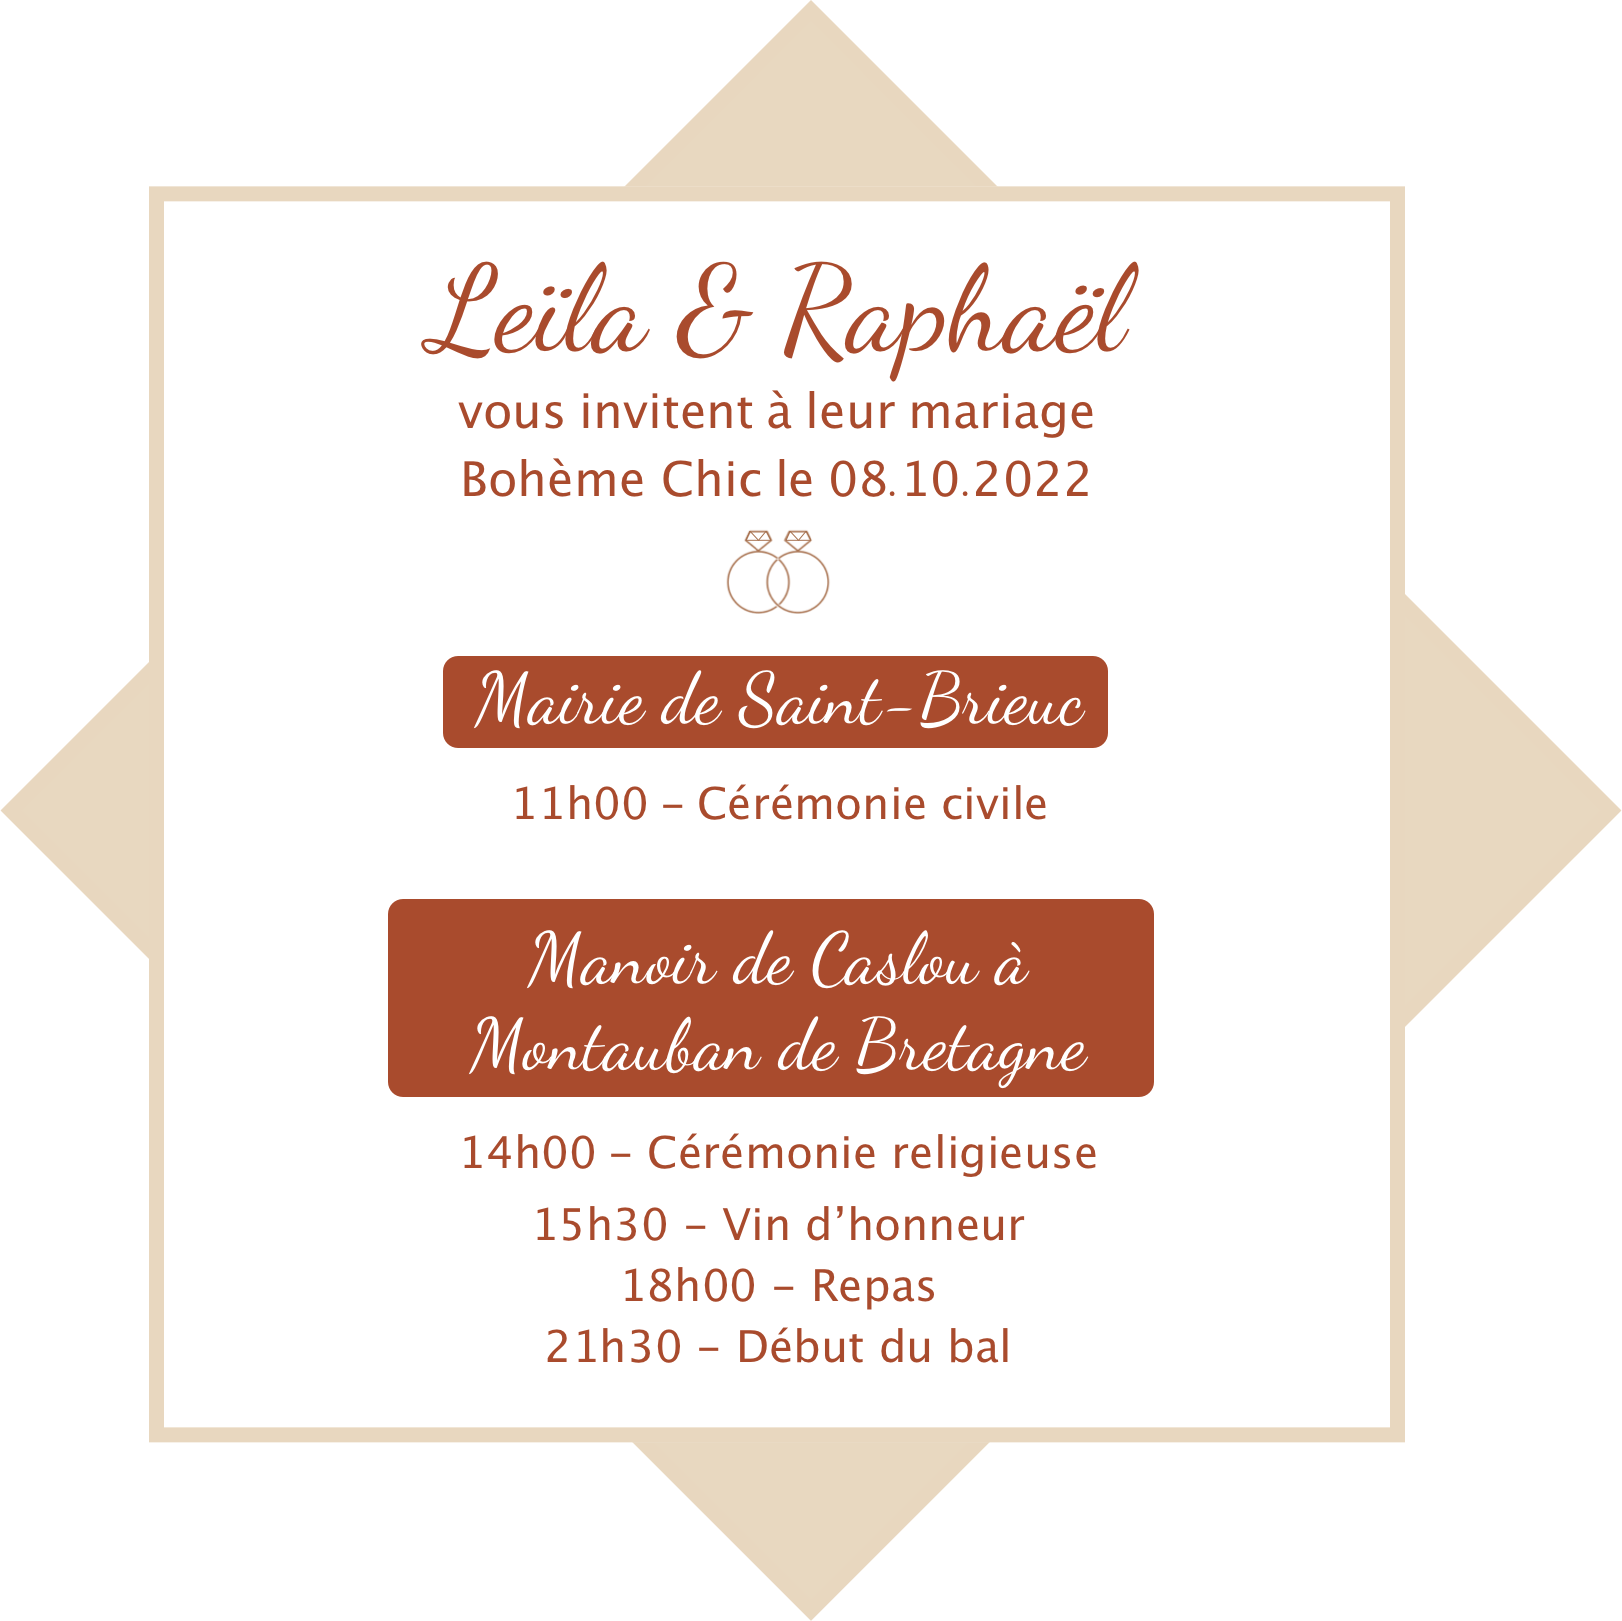 Leïla & Raphaël
vous invitent à leur mariage
Bohème Chic le 08.10.2022
Mairie de Saint-Brieuc
11h00 – Cérémonie civile
Manoir de Caslou à
Montauban de Bretagne
14h00 – Cérémonie religieuse
15h30 – Vin d’honneur
18h00 – Repas
21h30 – Début du bal